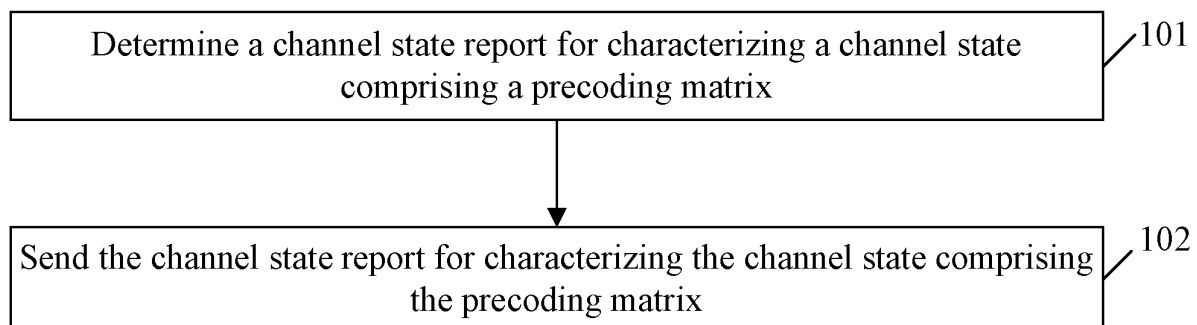 Determine a channel state report for characterizing a channel state
comprising a precoding matrix
101
Send the channel state report for characterizing the channel state comprising
the precoding matrix
102